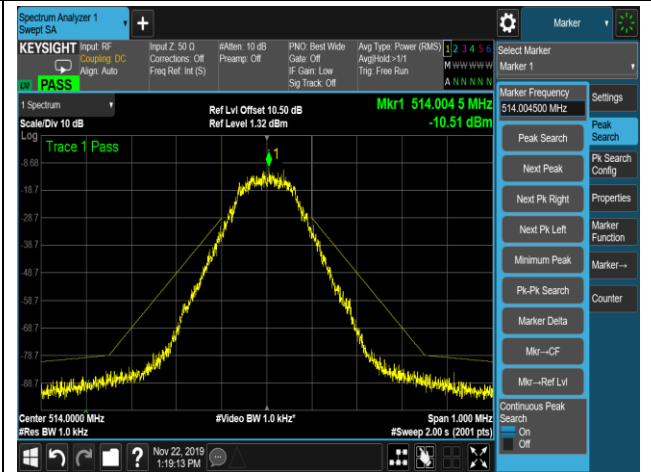 Spectrum Analyzer 1
Swept SA
Marker
KEYSIGHT Input: RF
Coupling: DC
Align: Auto
Input Z: 50 Ω
Corrections: Off
Freq Ref: Int (S)
#Atten: 10 dB
Preamp: Off
PNO: Best Wide
Gate: Off
IF Gain: Low
Sig Track: Off
Avg Type: Power (RMS)
Avg|Hold:>1/1
Trig: Free Run
1 2 3 4 5 6
M W W W W W
A N N N N N
PASS
Select Marker
Marker 1
1 Spectrum
Scale/Div 10 dB
Ref Lvl Offset 10.50 dB
Ref Level 1.32 dBm
Mkr1 514.004 5 MHz
-10.51 dBm
Log
Trace 1 Pass
1
-8.68
-18.7
-28.7
-38.7
-48.7
-58.7
-68.7
-78.7
-88.7
Center 514.0000 MHz
#Res BW 1.0 kHz
#Video BW 1.0 kHz*
Span 1.000 MHz
#Sweep 2.00 s (2001 pts)
Marker Frequency
514.004500 MHz
Peak Search
Next Peak
Next Pk Right
Next Pk Left
Minimum Peak
Pk-Pk Search
Marker Delta
Mkr→CF
Mkr→Ref Lvl
Continuous Peak
Search
On
Off
Settings
Peak
Search
Pk Search
Config
Properties
Marker
Function
Marker→
Counter
?
Nov 22, 2019
1:19:13 PM